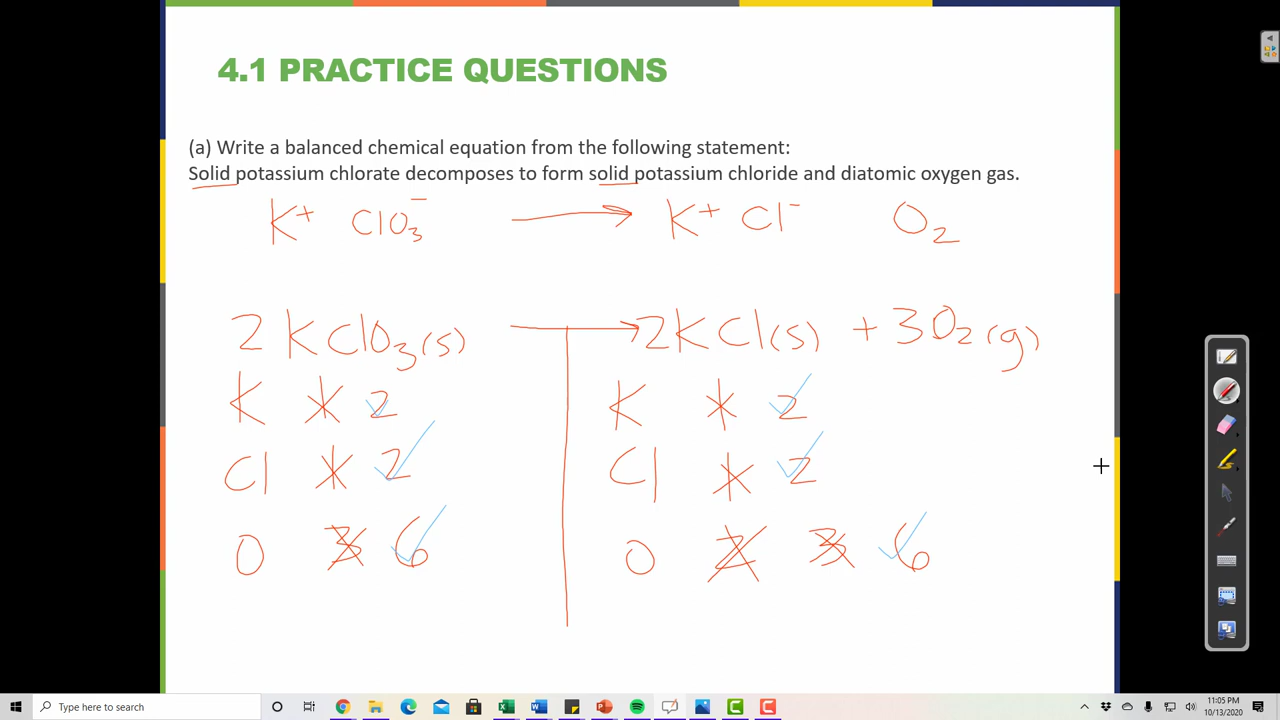 4.1 PRACTICE QUESTIONS
(a) Write a balanced chemical equation from the following statement:
Solid potassium chlorate decomposes to form solid potassium chloride and diatomic oxygen gas.
K⁺ ClO₃⁻ → K⁺ Cl⁻ O₂
2 KClO₃(s) → 2KCl(s) + 3O₂(g)
K 1 2 K 1 2
Cl 1 2 Cl 1 2
O 3 6 O 2 3 6
Type here to search
11:05 PM
10/13/2020